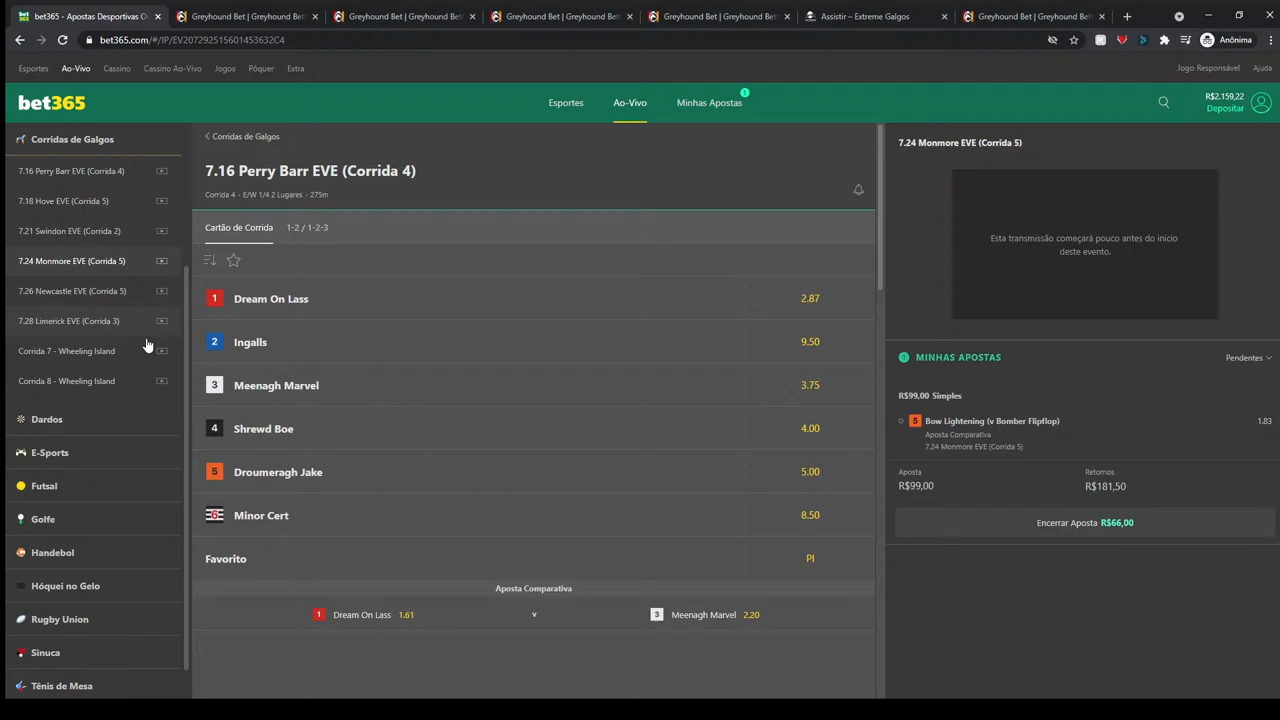 bet365 - Apostas Desportivas O
Greyhound Bet | Greyhound Bet
Greyhound Bet | Greyhound Bet
Greyhound Bet | Greyhound Bet
Greyhound Bet | Greyhound Bet
Assistir – Extreme Galgos
Greyhound Bet | Greyhound Bet
bet365.com/#/IP/EV207292515601453632C4
Anônima
Esportes
Ao-Vivo
Cassino
Cassino Ao-Vivo
Jogos
Pôquer
Extra
Jogo Responsável
Ajuda
bet365
Esportes
Ao-Vivo
Minhas Apostas
1
R$2.159,22
Depositar
Corridas de Galgos
7.16 Perry Barr EVE (Corrida 4)
7.18 Hove EVE (Corrida 5)
7.21 Swindon EVE (Corrida 2)
7.24 Monmore EVE (Corrida 5)
7.26 Newcastle EVE (Corrida 5)
7.28 Limerick EVE (Corrida 3)
Corrida 7 - Wheeling Island
Corrida 8 - Wheeling Island
Dardos
E-Sports
Futsal
Golfe
Handebol
Hóquei no Gelo
Rugby Union
Sinuca
Tênis de Mesa
Corridas de Galgos
7.16 Perry Barr EVE (Corrida 4)
Corrida 4 - E/W 1/4 2 Lugares - 275m
Cartão de Corrida
1-2 / 1-2-3
1 Dream On Lass 2.87
2 Ingalls 9.50
3 Meenagh Marvel 3.75
4 Shrewd Boe 4.00
5 Droumeragh Jake 5.00
6 Minor Cert 8.50
Favorito PI
Aposta Comparativa
1 Dream On Lass 1.61 v 3 Meenagh Marvel 2.20
7.24 Monmore EVE (Corrida 5)
Esta transmissão começará pouco antes do inicio
deste evento.
1 MINHAS APOSTAS
Pendentes
R$99,00 Simples
5 Bow Lightening (v Bomber Flipflop) 1.83
Aposta Comparativa
7.24 Monmore EVE (Corrida 5)
Aposta Retornos
R$99,00 R$181,50
Encerrar Aposta R$66,00